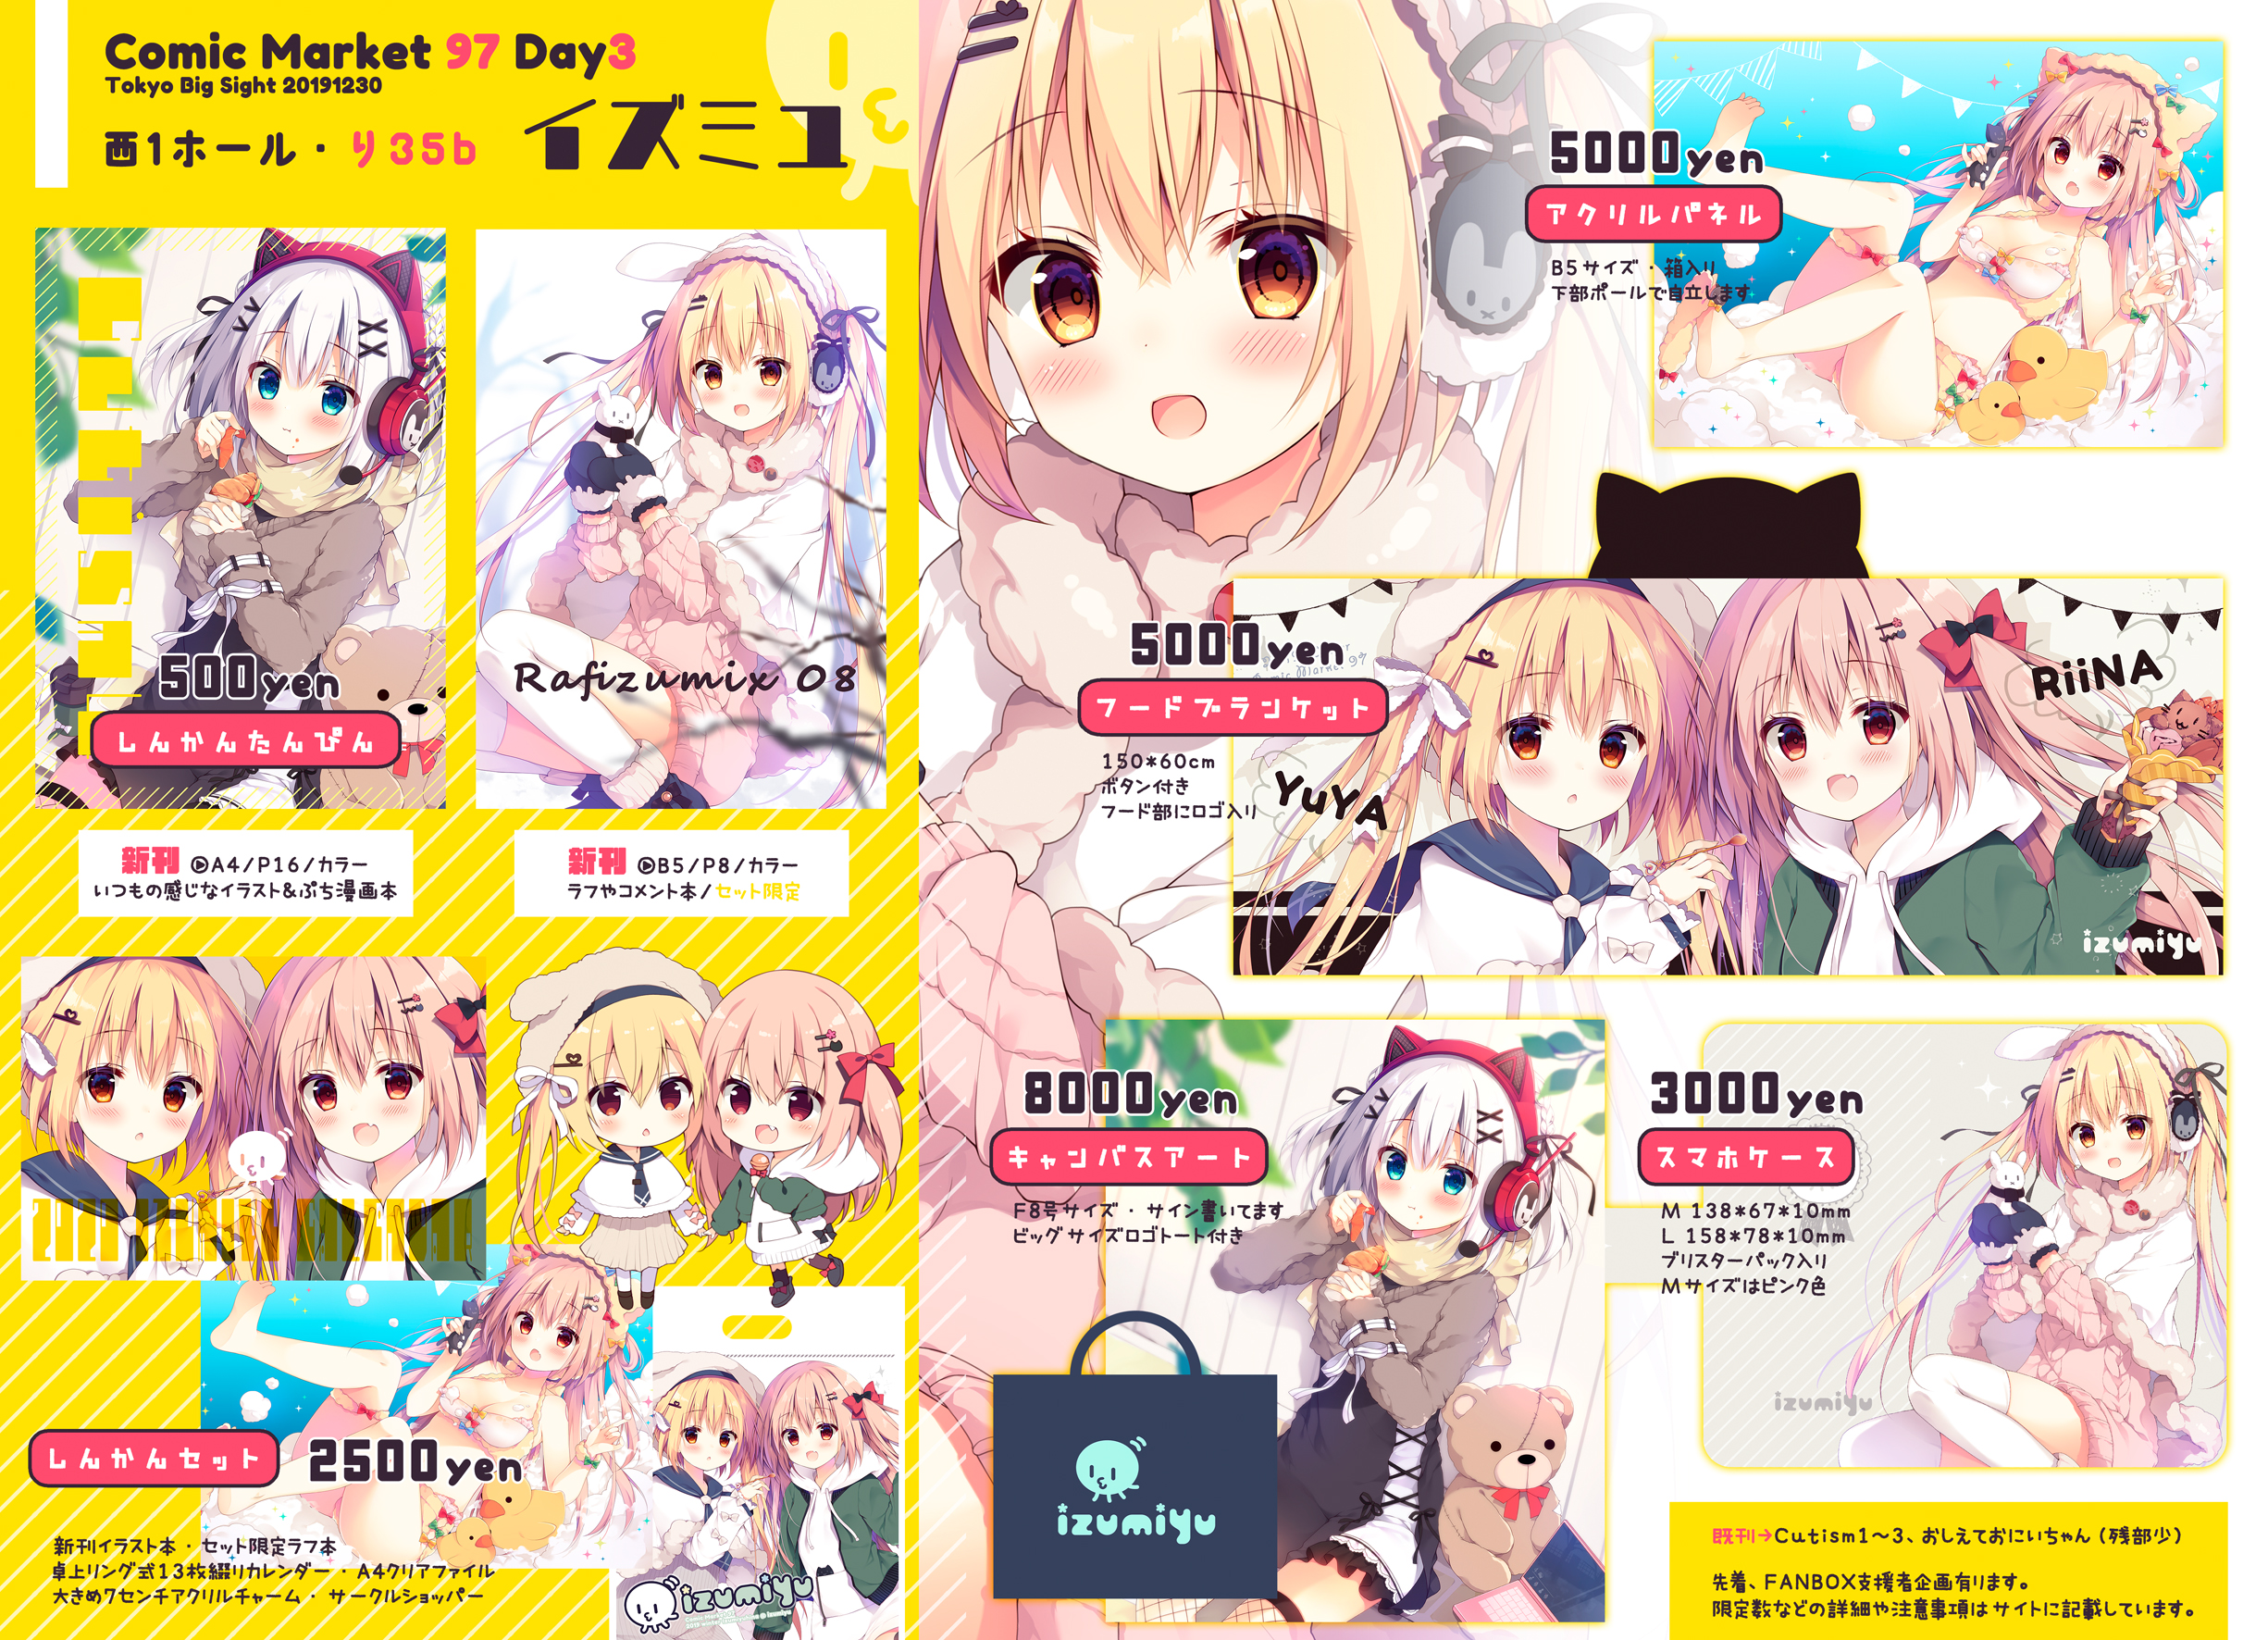 Comic Market 97 Day3
Tokyo Big Sight 20191230
西1ホール・り35b
イズミユ
500yen
しんかんたんぴん
Rafizumix 08
新刊 A4/P16/カラー
いつもの感じなイラスト&ぷち漫画本
新刊 B5/P8/カラー
ラフやコメント本/セット限定
しんかんセット
2500yen
新刊イラスト本・セット限定ラフ本
卓上リング式13枚綴りカレンダー・A4クリアファイル
大きめ7センチアクリルチャーム・サークルショッパー
izumiyu
5000yen
アクリルパネル
B5サイズ・箱入り
下部ポールで自立します
5000yen
フードブランケット
150*60cm
ボタン付き
フード部にロゴ入り
YuYA
RiiNA
izumiyu
8000yen
キャンバスアート
F8号サイズ・サイン書いてます
ビッグサイズロゴトート付き
izumiyu
3000yen
スマホケース
M 138*67*10mm
L 158*78*10mm
ブリスターパック入り
Mサイズはピンク色
izumiyu
既刊→Cutism1〜3、おしえておにいちゃん(残部少)
先着、FANBOX支援者企画有ります。
限定数などの詳細や注意事項はサイトに記載しています。